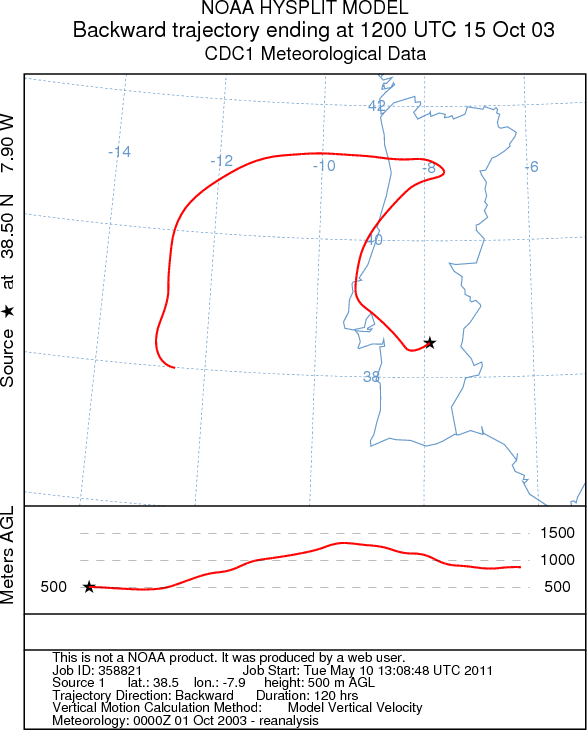 NOAA HYSPLIT MODEL
Backward trajectory ending at 1200 UTC 15 Oct 03
CDC1 Meteorological Data
Source ★ at 38.50 N 7.90 W
42
-14
-12
-10
-8
-6
40
38
Meters AGL
1500
1000
500
500
This is not a NOAA product. It was produced by a web user.
Job ID: 358821 Job Start: Tue May 10 13:08:48 UTC 2011
Source 1 lat.: 38.5 lon.: -7.9 height: 500 m AGL
Trajectory Direction: Backward Duration: 120 hrs
Vertical Motion Calculation Method: Model Vertical Velocity
Meteorology: 0000Z 01 Oct 2003 - reanalysis